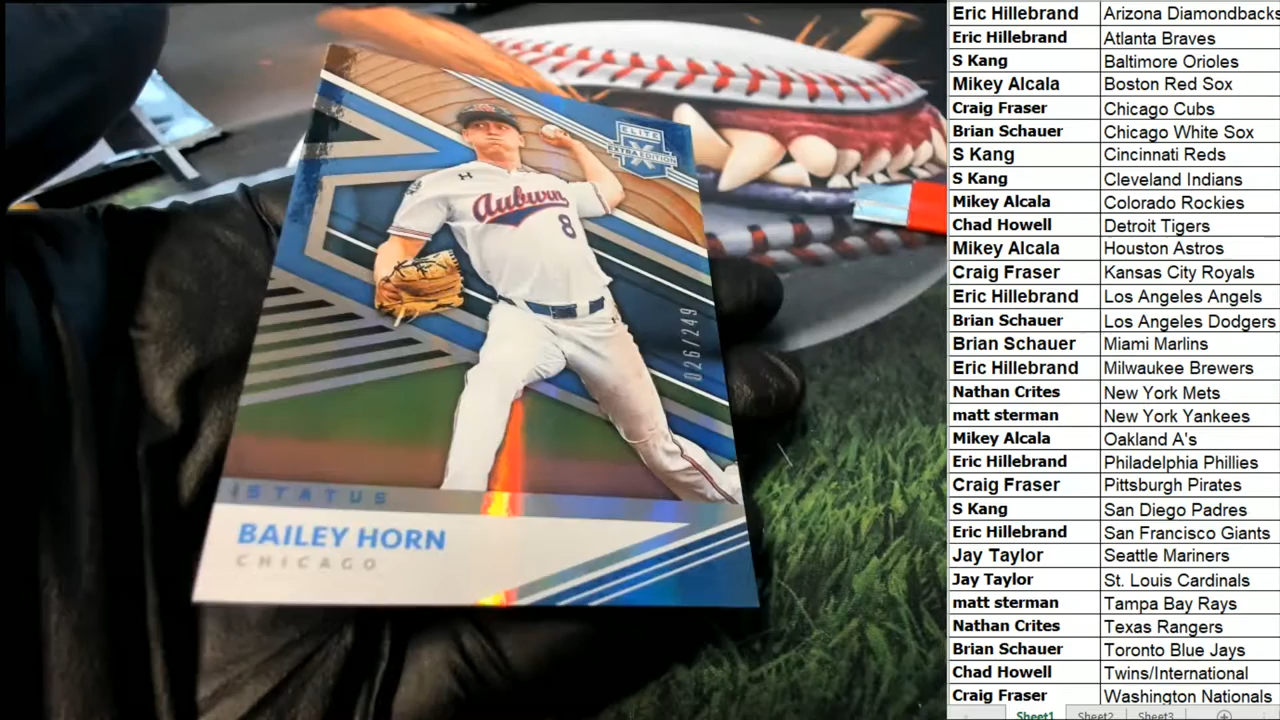 ELITE
EXTRA EDITION
Auburn
8
026/249
STATUS
BAILEY HORN
CHICAGO
Eric Hillebrand Arizona Diamondbacks
Eric Hillebrand Atlanta Braves
S Kang Baltimore Orioles
Mikey Alcala Boston Red Sox
Craig Fraser Chicago Cubs
Brian Schauer Chicago White Sox
S Kang Cincinnati Reds
S Kang Cleveland Indians
Mikey Alcala Colorado Rockies
Chad Howell Detroit Tigers
Mikey Alcala Houston Astros
Craig Fraser Kansas City Royals
Eric Hillebrand Los Angeles Angels
Brian Schauer Los Angeles Dodgers
Brian Schauer Miami Marlins
Eric Hillebrand Milwaukee Brewers
Nathan Crites New York Mets
matt sterman New York Yankees
Mikey Alcala Oakland A's
Eric Hillebrand Philadelphia Phillies
Craig Fraser Pittsburgh Pirates
S Kang San Diego Padres
Eric Hillebrand San Francisco Giants
Jay Taylor Seattle Mariners
Jay Taylor St. Louis Cardinals
matt sterman Tampa Bay Rays
Nathan Crites Texas Rangers
Brian Schauer Toronto Blue Jays
Chad Howell Twins/International
Craig Fraser Washington Nationals
Sheet1 Sheet2 Sheet3